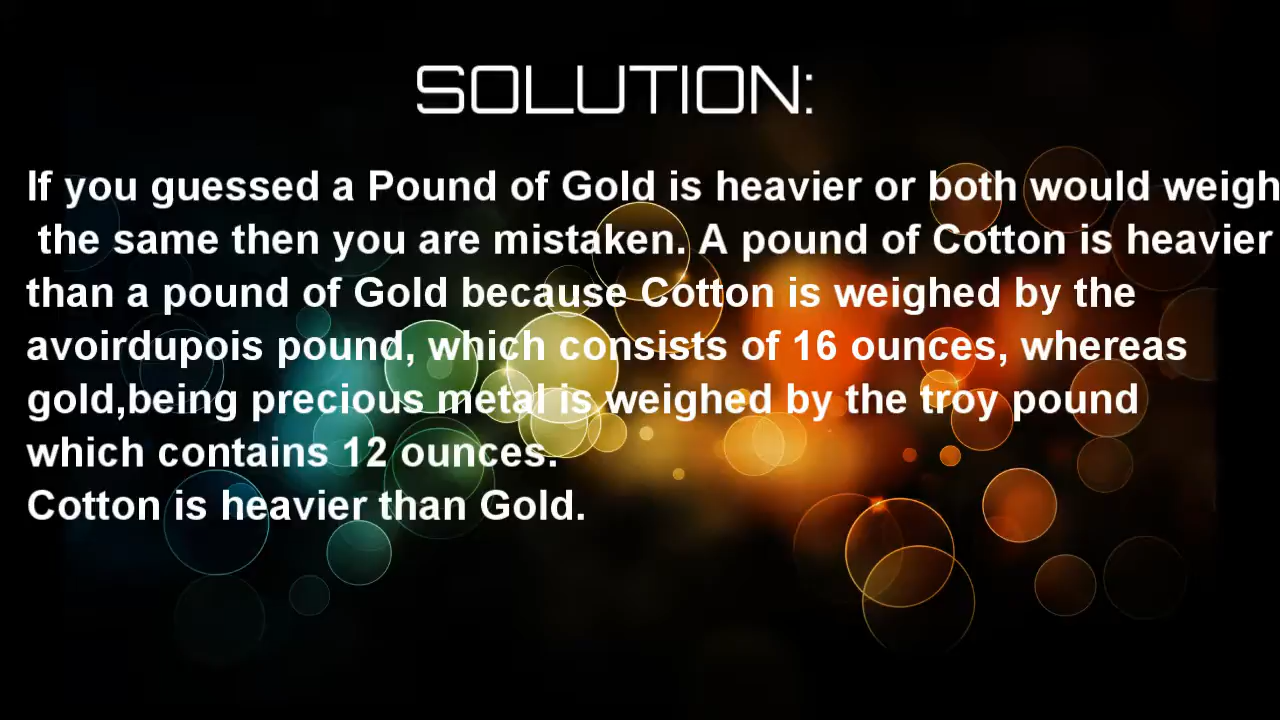 SOLUTION:
If you guessed a Pound of Gold is heavier or both would weigh
the same then you are mistaken. A pound of Cotton is heavier
than a pound of Gold because Cotton is weighed by the
avoirdupois pound, which consists of 16 ounces, whereas
gold,being precious metal is weighed by the troy pound
which contains 12 ounces.
Cotton is heavier than Gold.